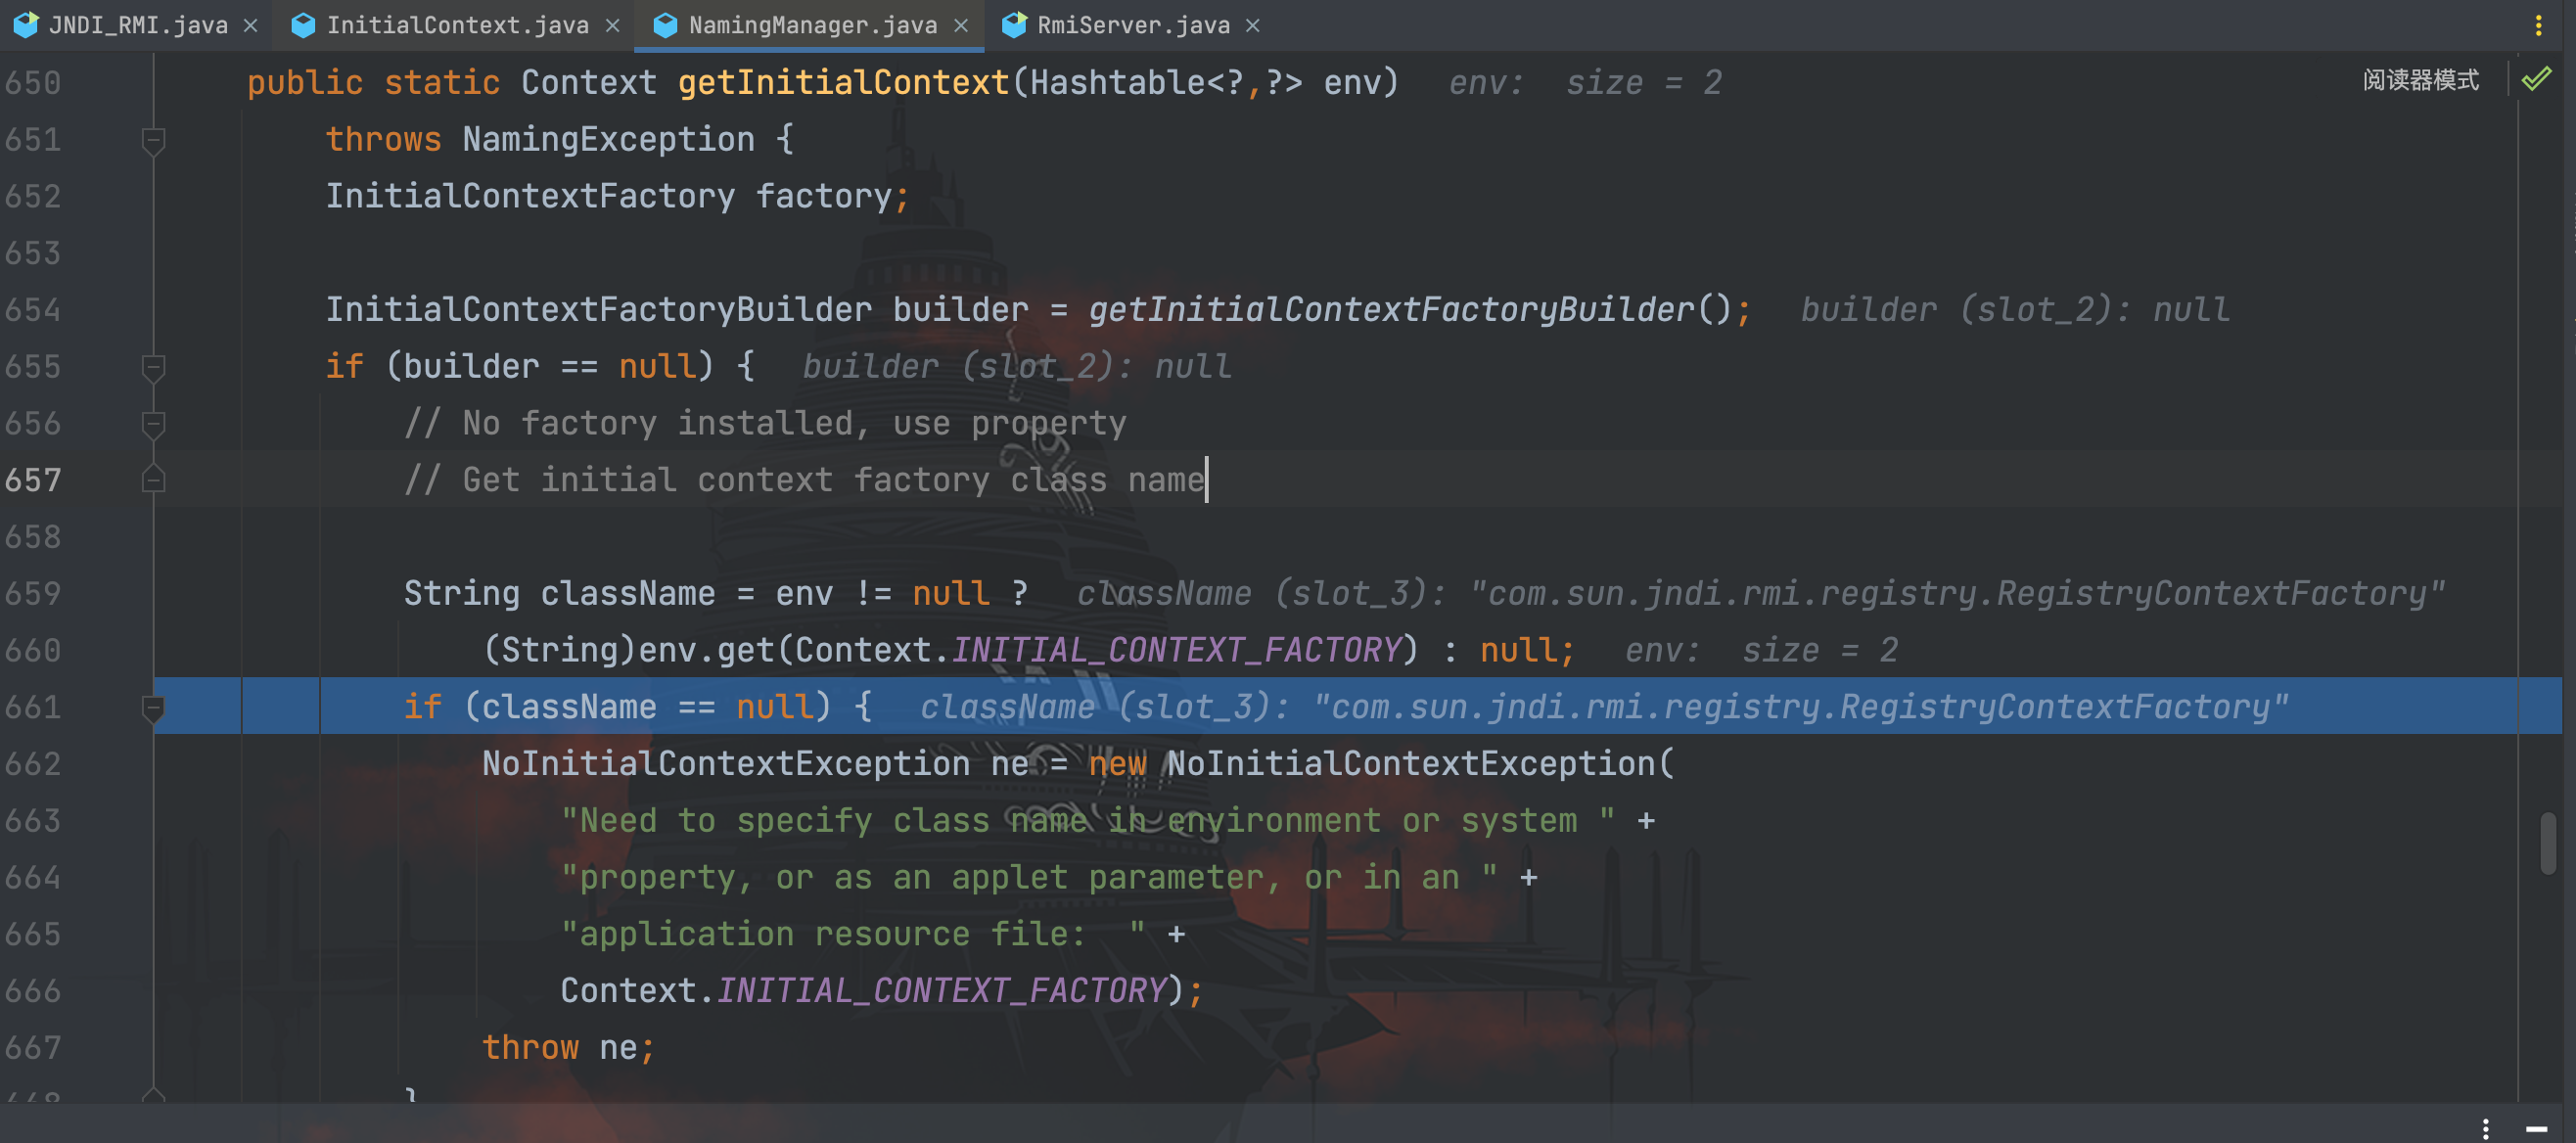 JNDI_RMI.java InitialContext.java NamingManager.java RmiServer.java
650 public static Context getInitialContext(Hashtable<?,?> env) env: size = 2 阅读器模式
651 throws NamingException {
652 InitialContextFactory factory;
653
654 InitialContextFactoryBuilder builder = getInitialContextFactoryBuilder(); builder (slot_2): null
655 if (builder == null) { builder (slot_2): null
656 // No factory installed, use property
657 // Get initial context factory class name
658
659 String className = env != null ? className (slot_3): "com.sun.jndi.rmi.registry.RegistryContextFactory"
660 (String)env.get(Context.INITIAL_CONTEXT_FACTORY) : null; env: size = 2
661 if (className == null) { className (slot_3): "com.sun.jndi.rmi.registry.RegistryContextFactory"
662 NoInitialContextException ne = new NoInitialContextException(
663 "Need to specify class name in environment or system " +
664 "property, or as an applet parameter, or in an " +
665 "application resource file:  " +
666 Context.INITIAL_CONTEXT_FACTORY);
667 throw ne;
668 }